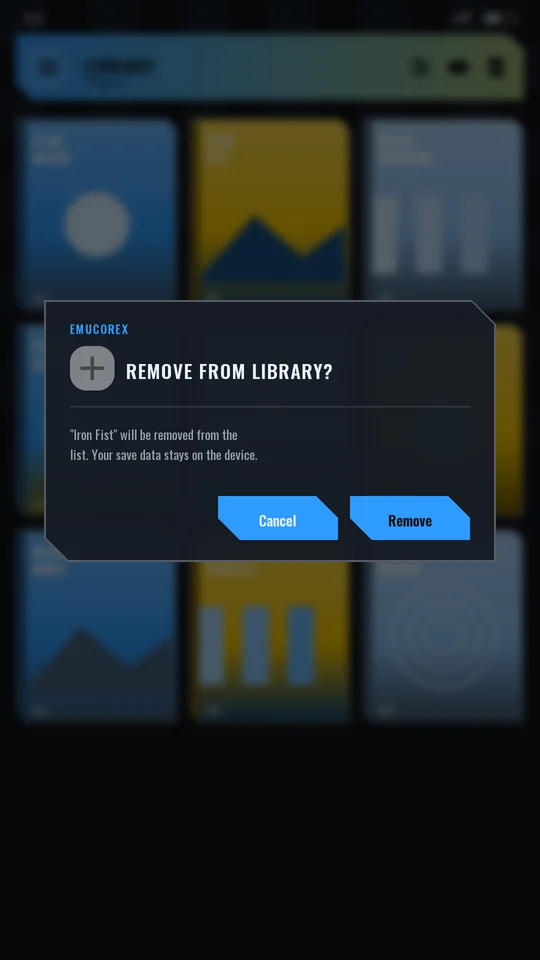 EMUCOREX
REMOVE FROM LIBRARY?
"Iron Fist" will be removed from the
list. Your save data stays on the device.
Cancel
Remove